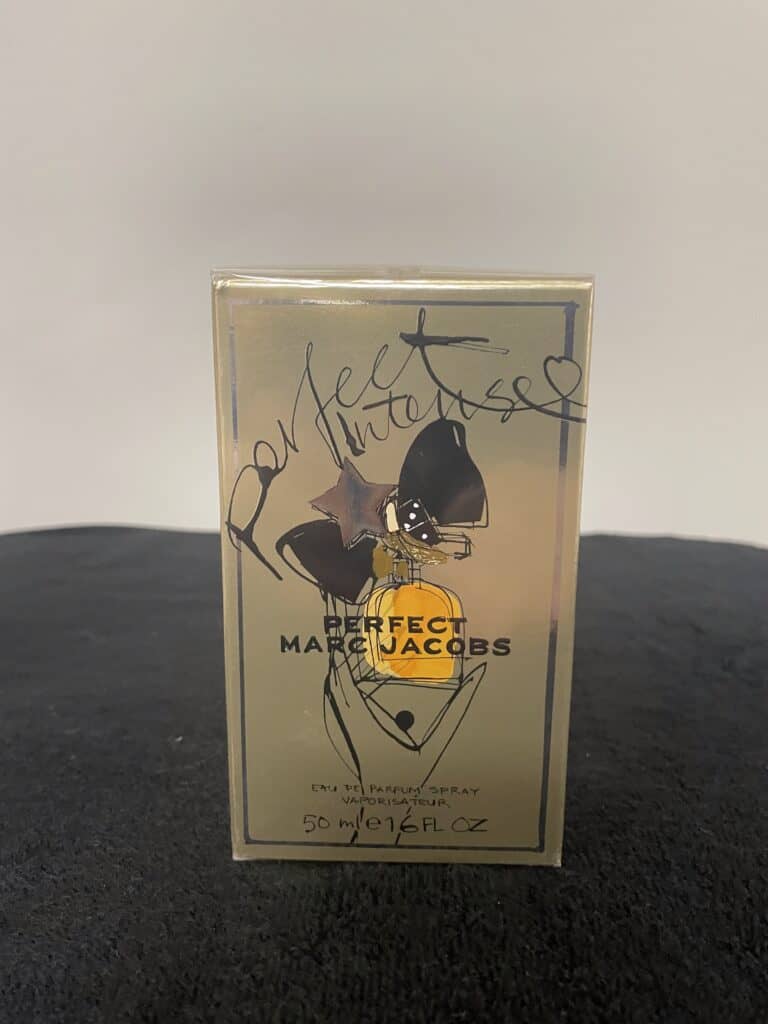 Perfect
Intense
PERFECT
MARC JACOBS
EAU DE PARFUM SPRAY
VAPORISATEUR
50 ml e 1.6 FL OZ